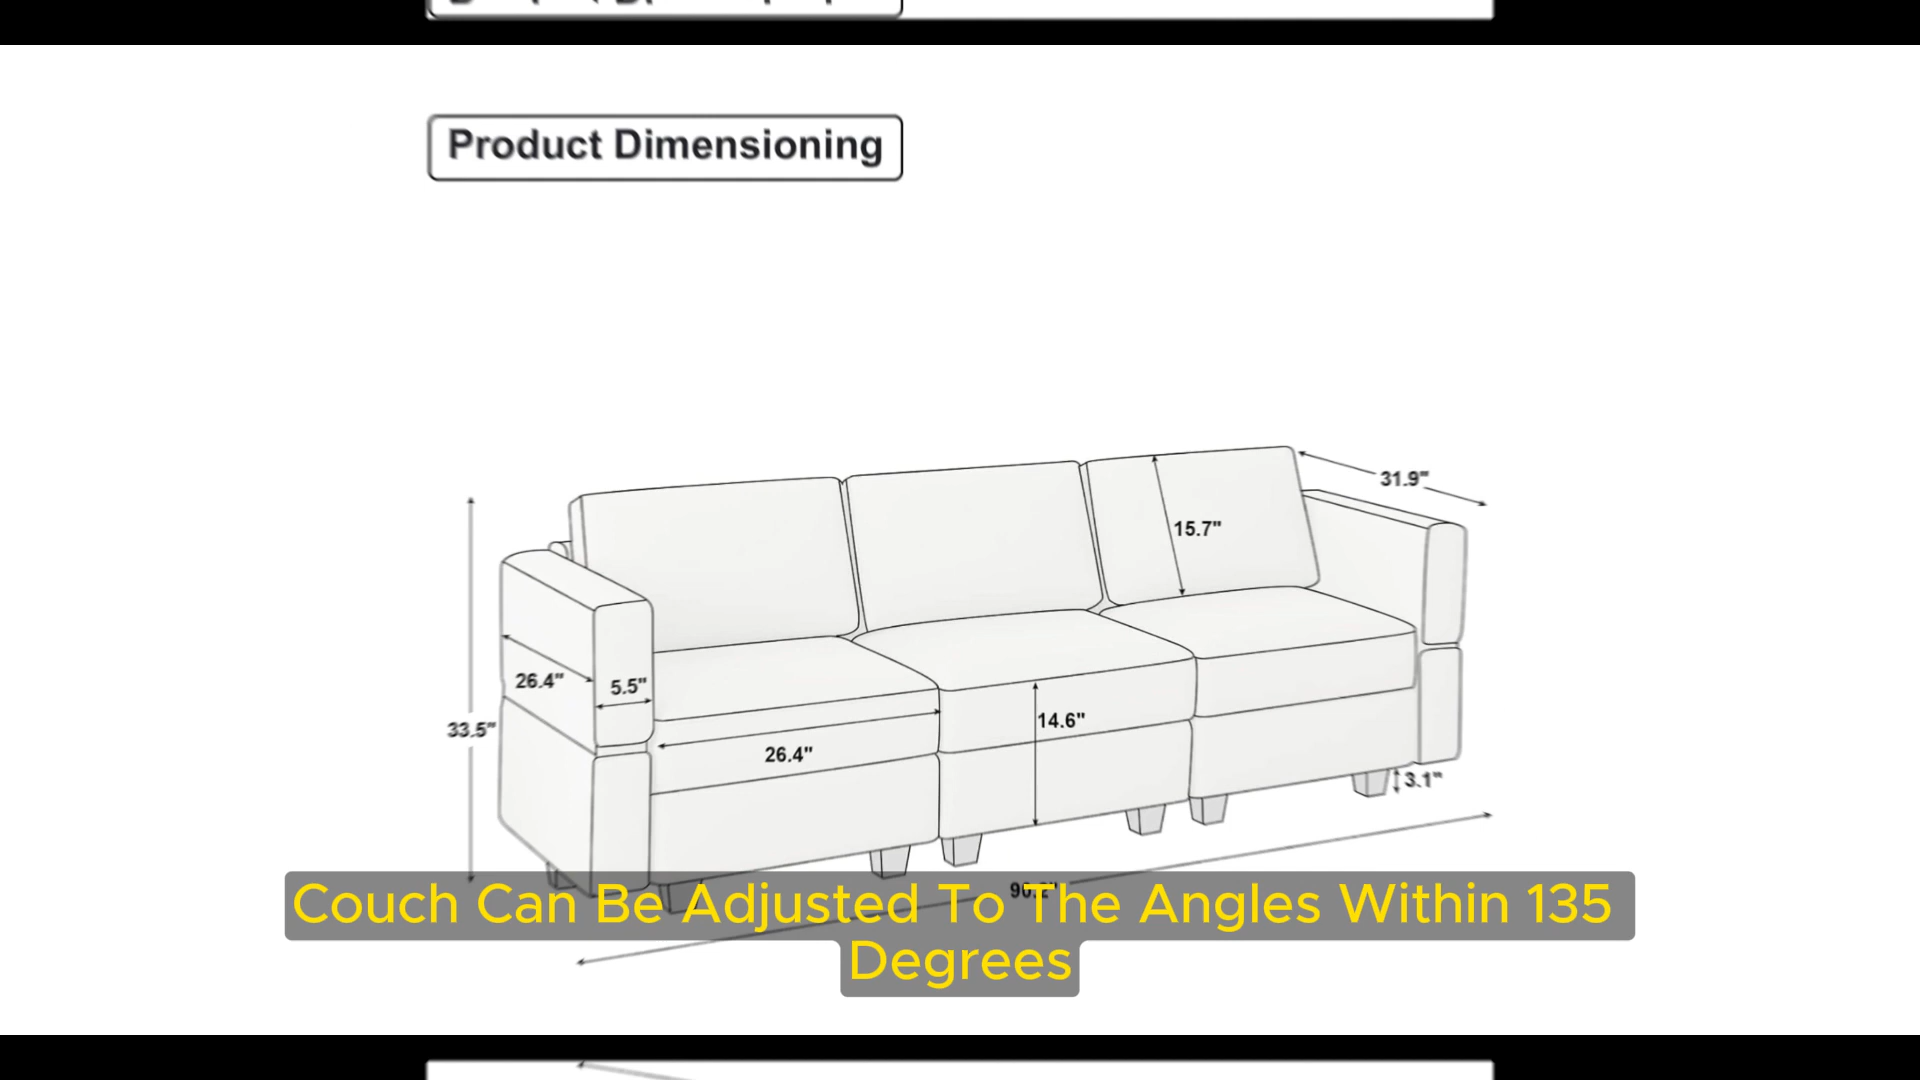 Product Dimensioning
31.9"
15.7"
26.4"
5.5"
14.6"
33.5"
26.4"
3.1"
Couch Can Be Adjusted To The Angles Within 135
Degrees